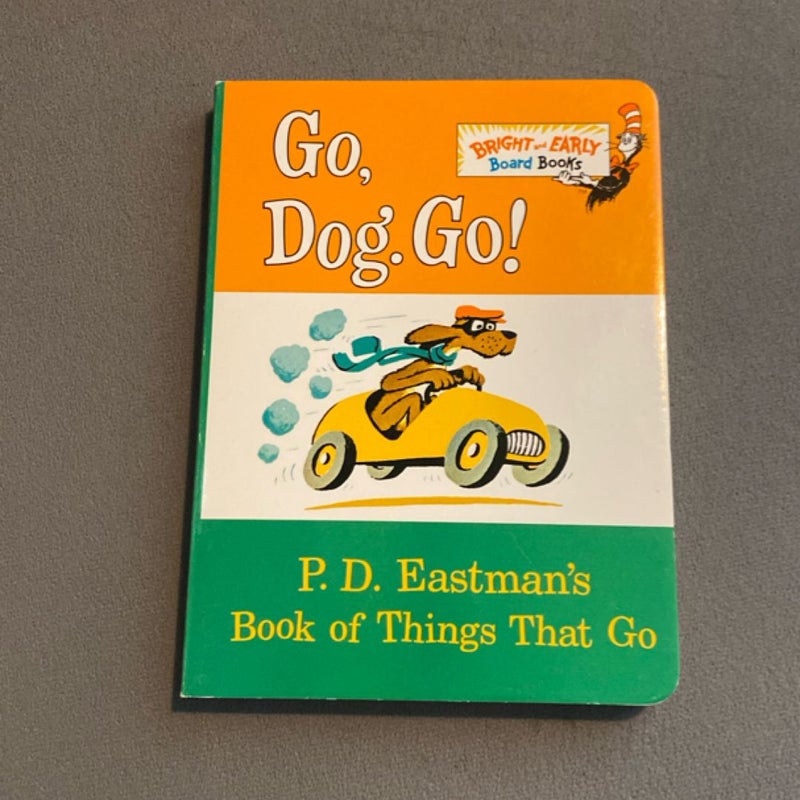 Go,
Dog. Go!
BRIGHT and EARLY
Board Books
P. D. Eastman's
Book of Things That Go